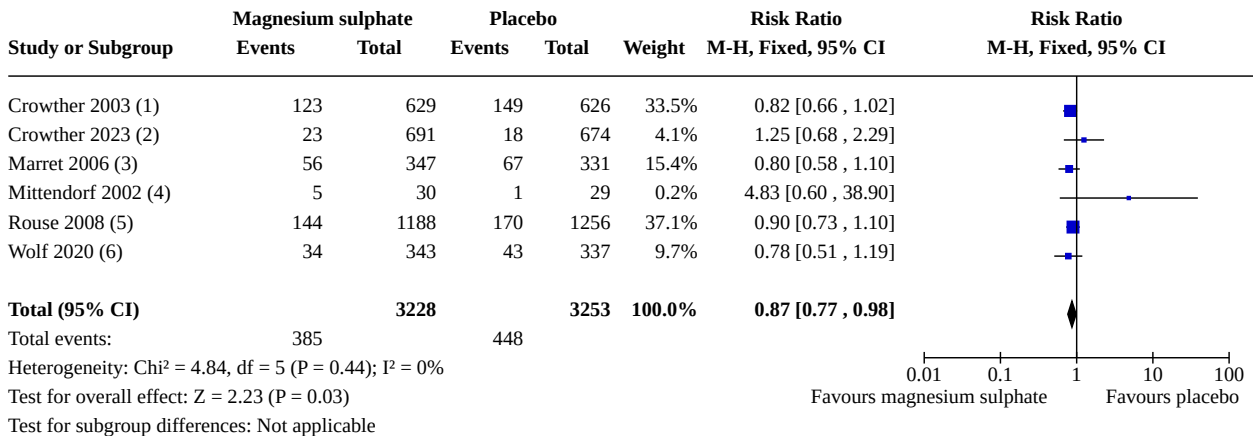 Magnesium sulphate Placebo Risk Ratio Risk Ratio
Study or Subgroup Events Total Events Total Weight M-H, Fixed, 95% CI M-H, Fixed, 95% CI
Crowther 2003 (1) 123 629 149 626 33.5% 0.82 [0.66 , 1.02]
Crowther 2023 (2) 23 691 18 674 4.1% 1.25 [0.68 , 2.29]
Marret 2006 (3) 56 347 67 331 15.4% 0.80 [0.58 , 1.10]
Mittendorf 2002 (4) 5 30 1 29 0.2% 4.83 [0.60 , 38.90]
Rouse 2008 (5) 144 1188 170 1256 37.1% 0.90 [0.73 , 1.10]
Wolf 2020 (6) 34 343 43 337 9.7% 0.78 [0.51 , 1.19]
Total (95% CI) 3228 3253 100.0% 0.87 [0.77 , 0.98]
Total events: 385 448
Heterogeneity: Chi² = 4.84, df = 5 (P = 0.44); I² = 0%
Test for overall effect: Z = 2.23 (P = 0.03)
Test for subgroup differences: Not applicable
0.01 0.1 1 10 100
Favours magnesium sulphate Favours placebo